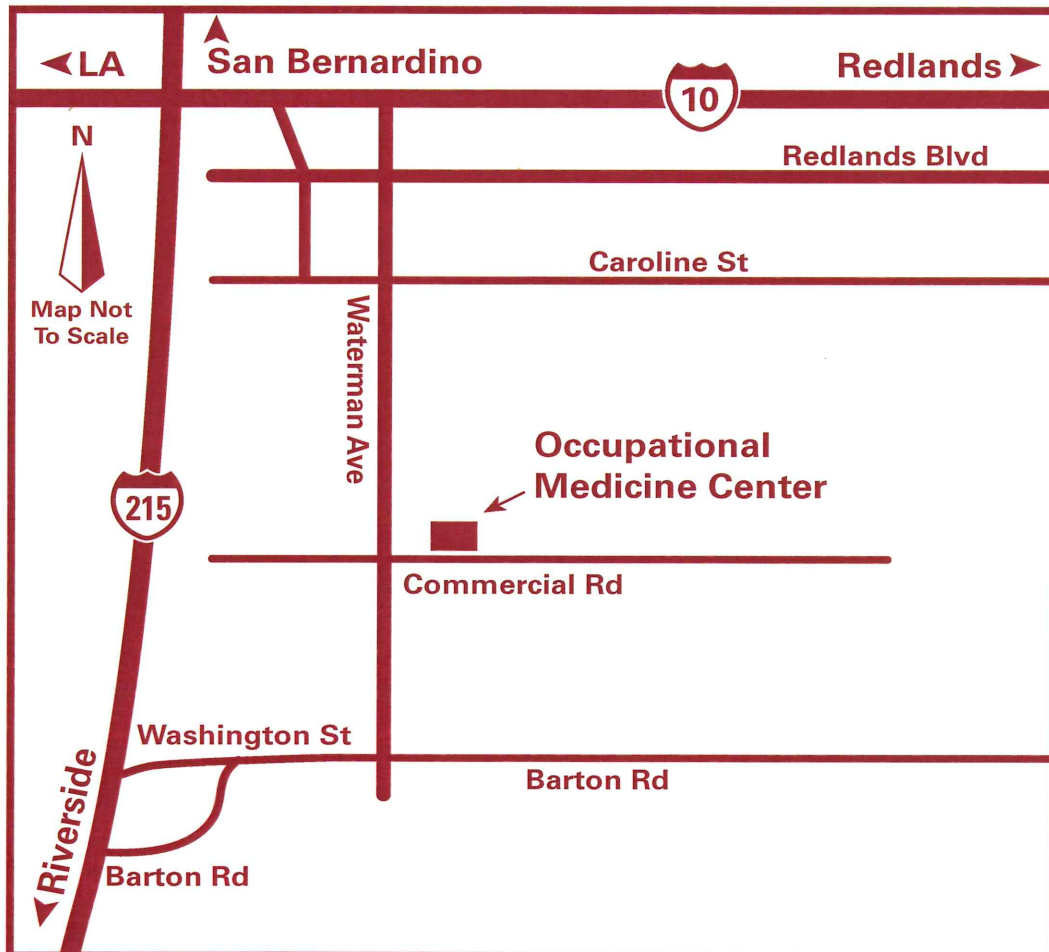 LA
San Bernardino
Redlands
10
N
Redlands Blvd
Map Not
To Scale
Caroline St
Waterman Ave
Occupational
Medicine Center
215
Commercial Rd
Washington St
Barton Rd
Riverside
Barton Rd